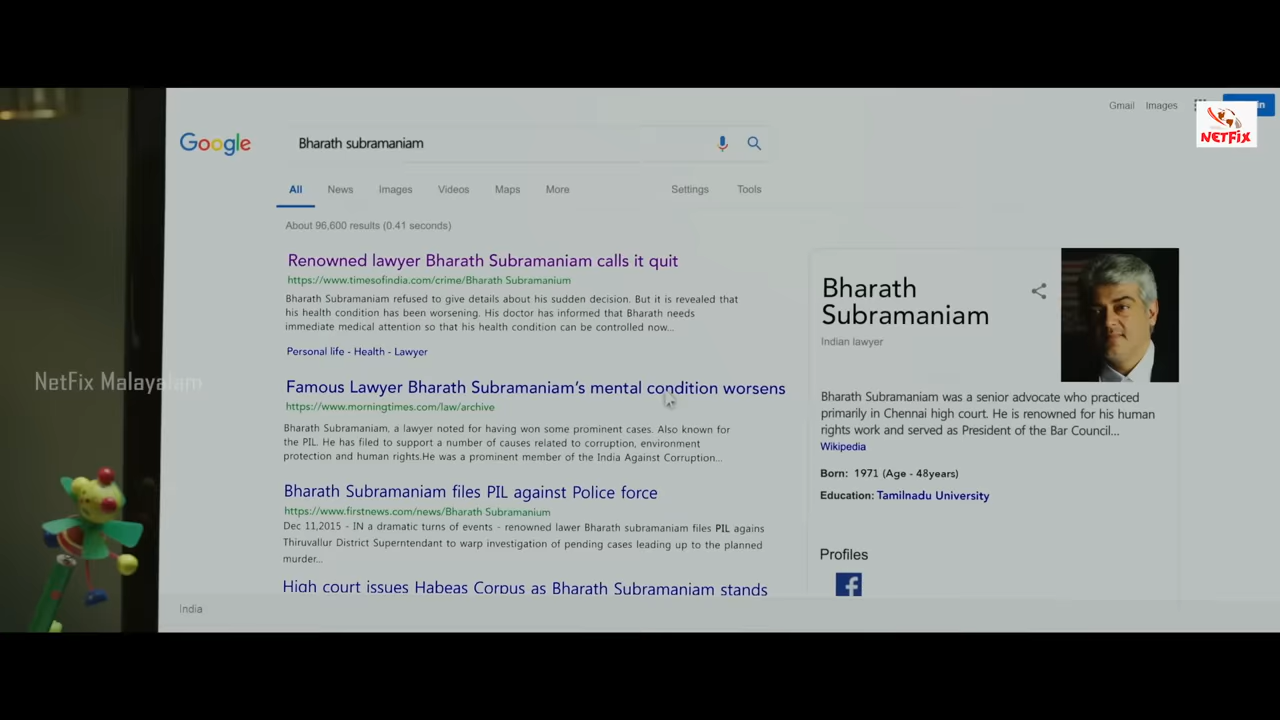 Gmail Images
NETFiX
Google
Bharath subramaniam
All News Images Videos Maps More Settings Tools
About 96,600 results (0.41 seconds)
Renowned lawyer Bharath Subramaniam calls it quit
https://www.timesofindia.com/crime/Bharath Subramanium
Bharath Subramaniam refused to give details about his sudden decision. But it is revealed that
his health condition has been worsening. His doctor has informed that Bharath needs
immediate medical attention so that his health condition can be controlled now...
Personal life - Health - Lawyer
NetFix Malayalam
Famous Lawyer Bharath Subramaniam's mental condition worsens
https://www.morningtimes.com/law/archive
Bharath Subramaniam, a lawyer noted for having won some prominent cases. Also known for
the PIL. He has filed to support a number of causes related to corruption, environment
protection and human rights.He was a prominent member of the India Against Corruption...
Bharath Subramaniam files PIL against Police force
https://www.firstnews.com/news/Bharath Subramanium
Dec 11,2015 - IN a dramatic turns of events - renowned lawer Bharath subramaniam files PIL agains
Thiruvallur District Superntendant to warp investigation of pending cases leading up to the planned
murder...
High court issues Habeas Corpus as Bharath Subramaniam stands
Bharath
Subramaniam
Indian lawyer
Bharath Subramaniam was a senior advocate who practiced
primarily in Chennai high court. He is renowned for his human
rights work and served as President of the Bar Council...
Wikipedia
Born: 1971 (Age - 48years)
Education: Tamilnadu University
Profiles
India